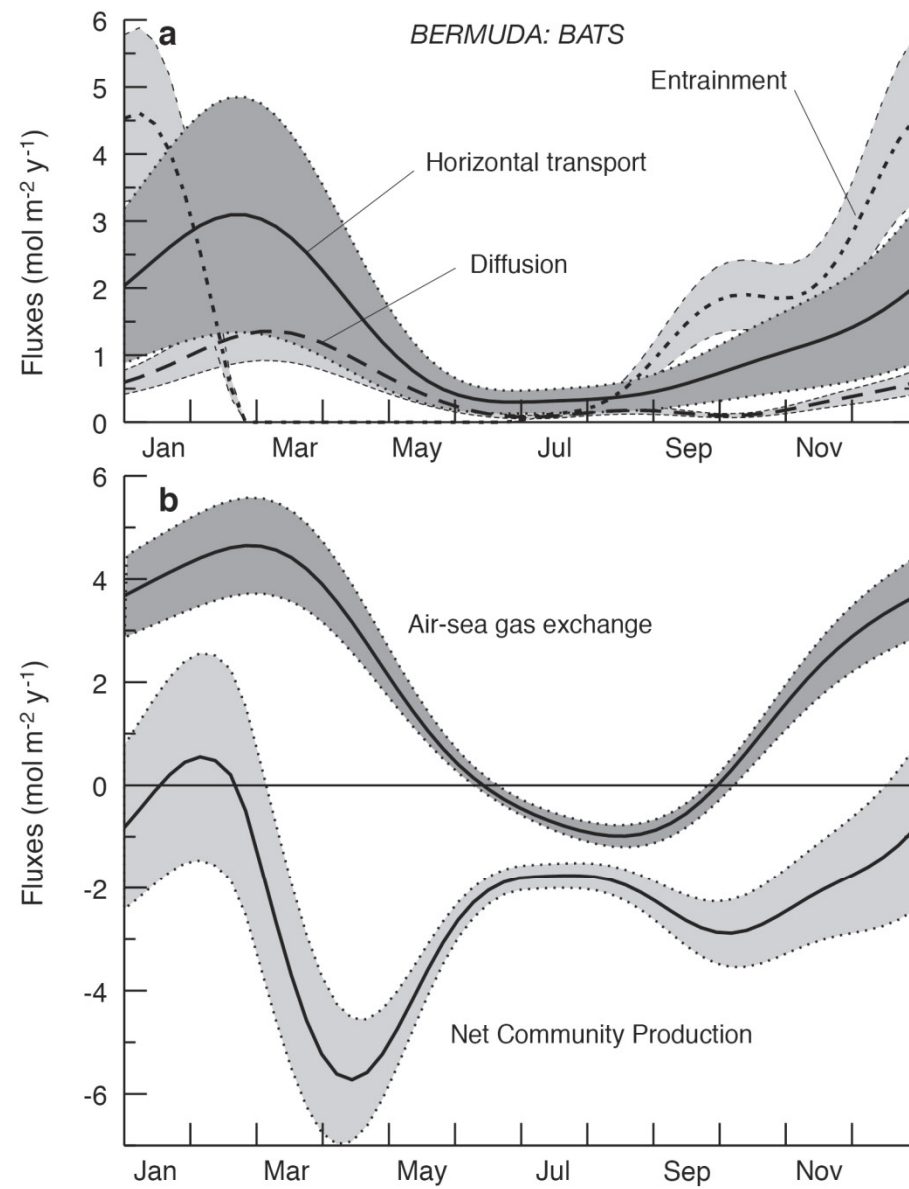 a
BERMUDA: BATS
6
5
4
3
2
1
0
Fluxes (mol m⁻² y⁻¹)
Entrainment
Horizontal transport
Diffusion
Jan Mar May Jul Sep Nov
b
6
4
2
0
-2
-4
-6
Fluxes (mol m⁻² y⁻¹)
Air-sea gas exchange
Net Community Production
Jan Mar May Jul Sep Nov